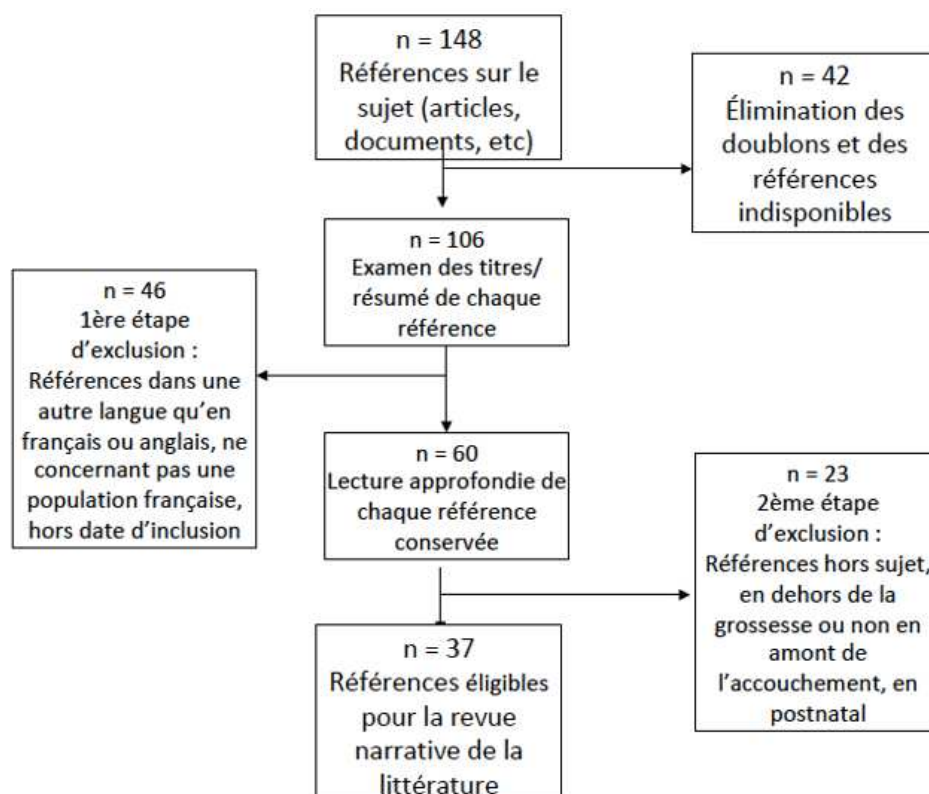 n = 148
Références sur le
sujet (articles,
documents, etc)
n = 42
Élimination des
doublons et des
références
indisponibles
n = 106
Examen des titres/
résumé de chaque
référence
n = 46
1ère étape
d’exclusion :
Références dans une
autre langue qu’en
français ou anglais, ne
concernant pas une
population française,
hors date d’inclusion
n = 60
Lecture approfondie de
chaque référence
conservée
n = 23
2ème étape
d’exclusion :
Références hors sujet,
en dehors de la
grossesse ou non en
amont de
l’accouchement, en
postnatal
n = 37
Références éligibles
pour la revue
narrative de la
littérature